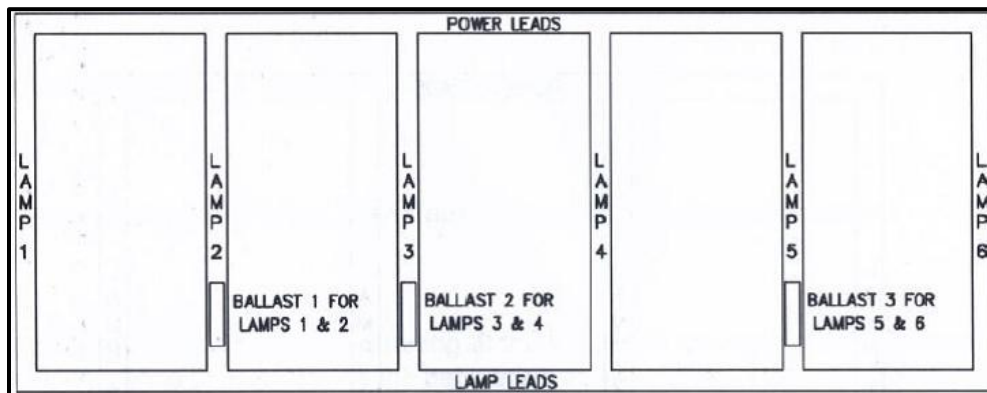 POWER LEADS
LAMP 1
LAMP 2
LAMP 3
LAMP 4
LAMP 5
LAMP 6
BALLAST 1 FOR
LAMPS 1 & 2
BALLAST 2 FOR
LAMPS 3 & 4
BALLAST 3 FOR
LAMPS 5 & 6
LAMP LEADS